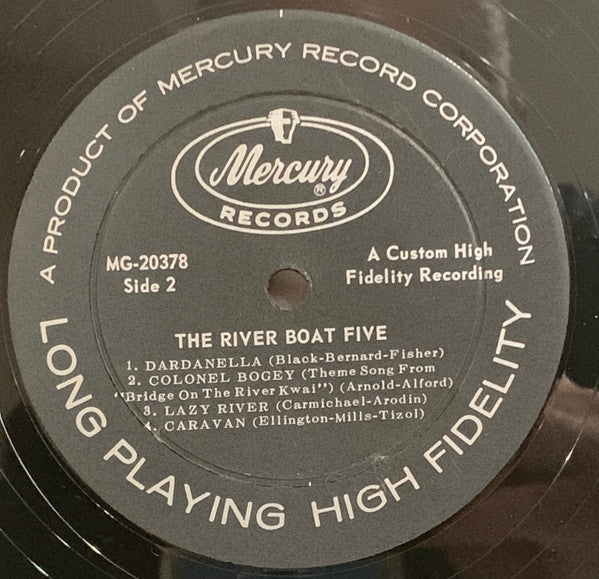 A PRODUCT OF MERCURY RECORD CORPORATION
Mercury ®
RECORDS
MG-20378
Side 2
A Custom High
Fidelity Recording
THE RIVER BOAT FIVE
1. DARDANELLA (Black-Bernard-Fisher)
2. COLONEL BOGEY (Theme Song From
"Bridge On The River Kwai") (Arnold-Alford)
3. LAZY RIVER (Carmichael-Arodin)
4. CARAVAN (Ellington-Mills-Tizol)
LONG PLAYING HIGH FIDELITY